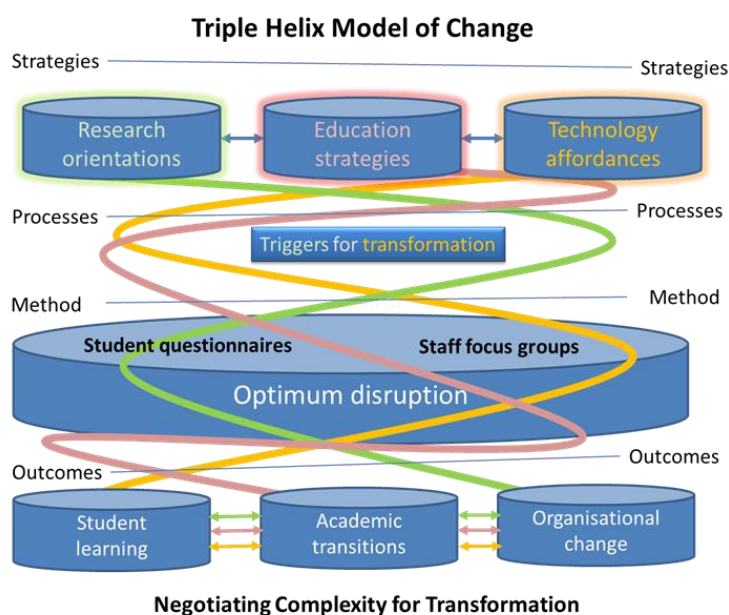 Triple Helix Model of Change
Strategies
Strategies
Research
orientations
Education
strategies
Technology
affordances
Processes
Processes
Triggers for transformation
Method
Method
Student questionnaires
Staff focus groups
Optimum disruption
Outcomes
Outcomes
Student
learning
Academic
transitions
Organisational
change
Negotiating Complexity for Transformation